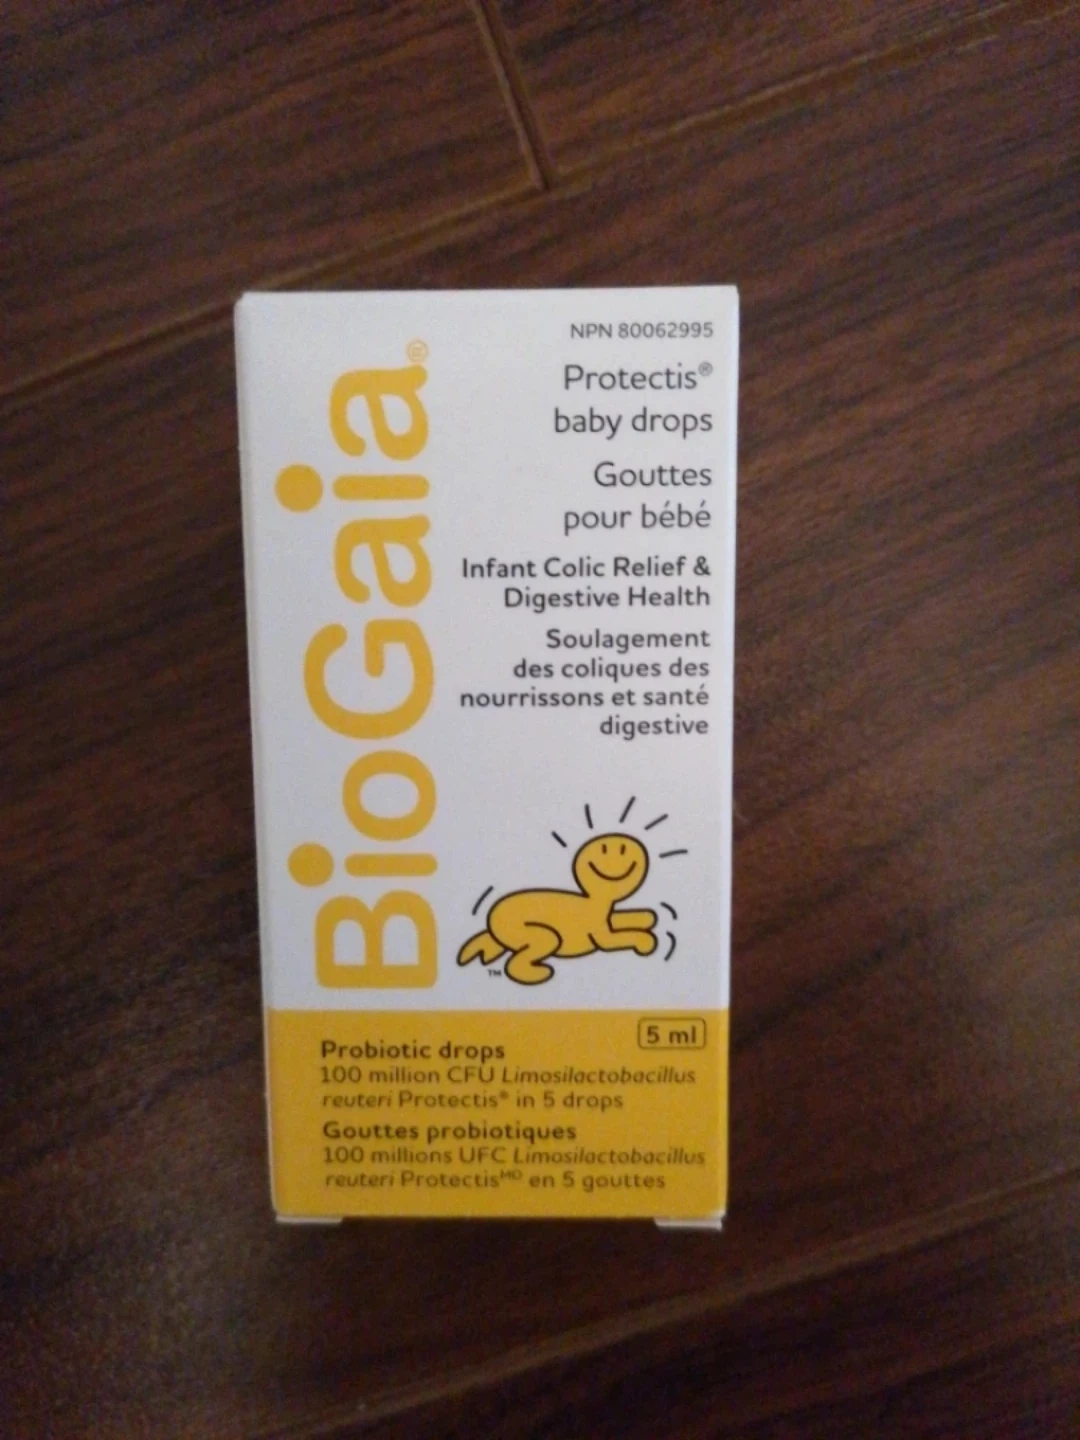 BioGaia®
NPN 80062995
Protectis®
baby drops
Gouttes
pour bébé
Infant Colic Relief &
Digestive Health
Soulagement
des coliques des
nourrissons et santé
digestive
TM
5 ml
Probiotic drops
100 million CFU Limosilactobacillus
reuteri Protectis® in 5 drops
Gouttes probiotiques
100 millions UFC Limosilactobacillus
reuteri Protectisᴹᴰ en 5 gouttes